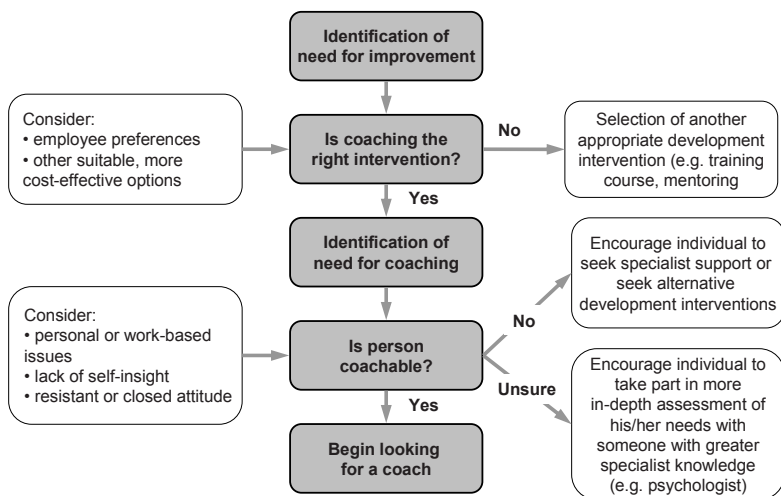 Identification of
need for improvement
Consider:
• employee preferences
• other suitable, more
cost-effective options
Is coaching the
right intervention?
No
Selection of another
appropriate development
intervention (e.g. training
course, mentoring
Yes
Identification of
need for coaching
Encourage individual to
seek specialist support or
seek alternative
development interventions
Consider:
• personal or work-based
issues
• lack of self-insight
• resistant or closed attitude
Is person
coachable?
No
Unsure
Encourage individual to
take part in more
in-depth assessment of
his/her needs with
someone with greater
specialist knowledge
(e.g. psychologist)
Yes
Begin looking
for a coach